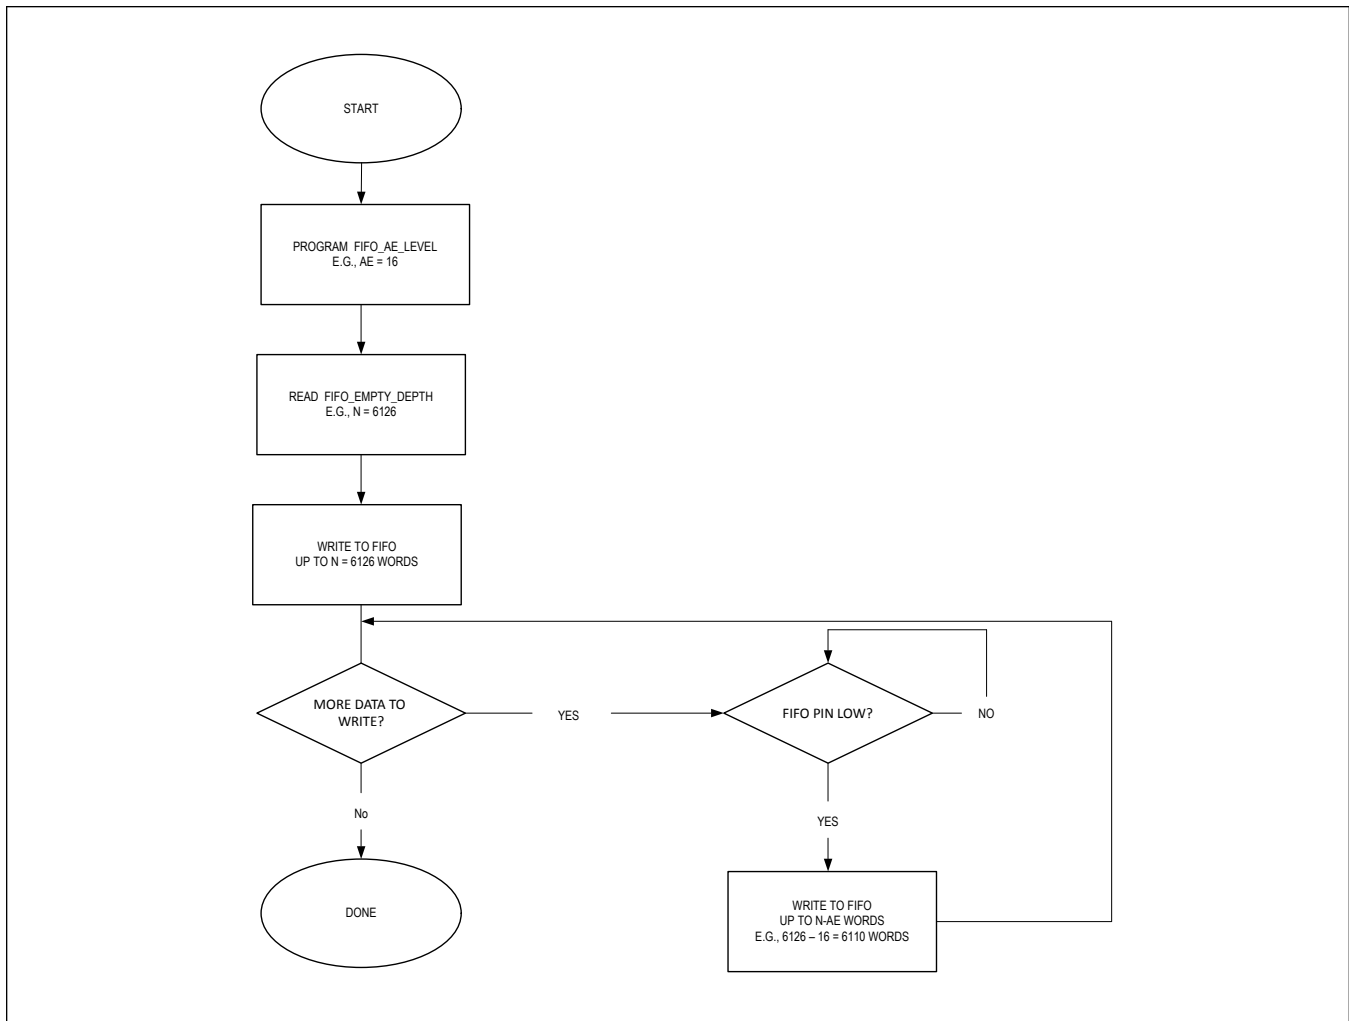 START
PROGRAM FIFO_AE_LEVEL
E.G., AE = 16
READ FIFO_EMPTY_DEPTH
E.G., N = 6126
WRITE TO FIFO
UP TO N = 6126 WORDS
MORE DATA TO
WRITE?
YES
FIFO PIN LOW?
NO
No
YES
DONE
WRITE TO FIFO
UP TO N-AE WORDS
E.G., 6126 – 16 = 6110 WORDS